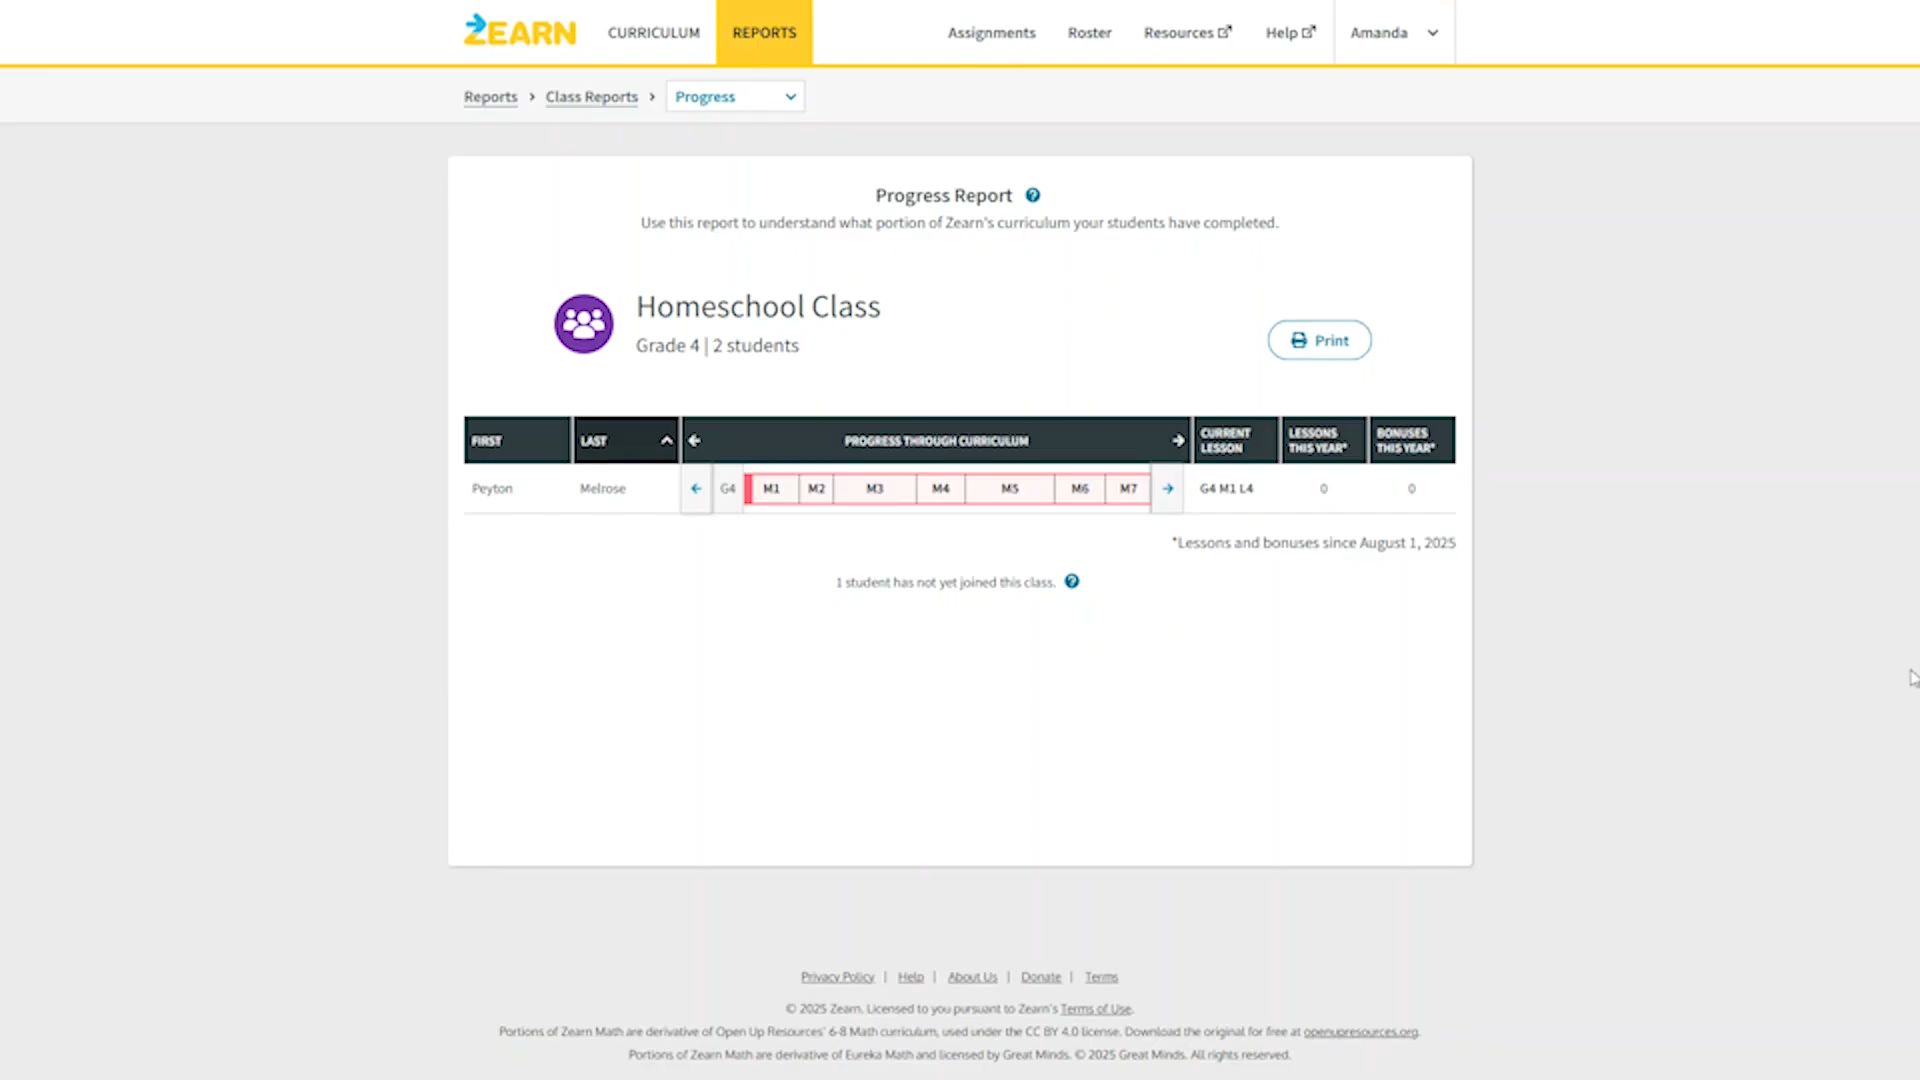 ZEARN CURRICULUM REPORTS Assignments Roster Resources Help Amanda
Reports › Class Reports › Progress
Progress Report ?
Use this report to understand what portion of Zearn's curriculum your students have completed.
Homeschool Class
Grade 4 | 2 students
Print
FIRST LAST PROGRESS THROUGH CURRICULUM CURRENT LESSON LESSONS THIS YEAR* BONUSES THIS YEAR*
Peyton Melrose G4 M1 M2 M3 M4 M5 M6 M7 G4 M1 L4 0 0
*Lessons and bonuses since August 1, 2025
1 student has not yet joined this class. ?
Privacy Policy | Help | About Us | Donate | Terms
© 2025 Zearn. Licensed to you pursuant to Zearn's Terms of Use.
Portions of Zearn Math are derivative of Open Up Resources' 6-8 Math curriculum, used under the CC BY 4.0 license. Download the original for free at openupresources.org.
Portions of Zearn Math are derivative of Eureka Math and licensed by Great Minds. © 2025 Great Minds. All rights reserved.